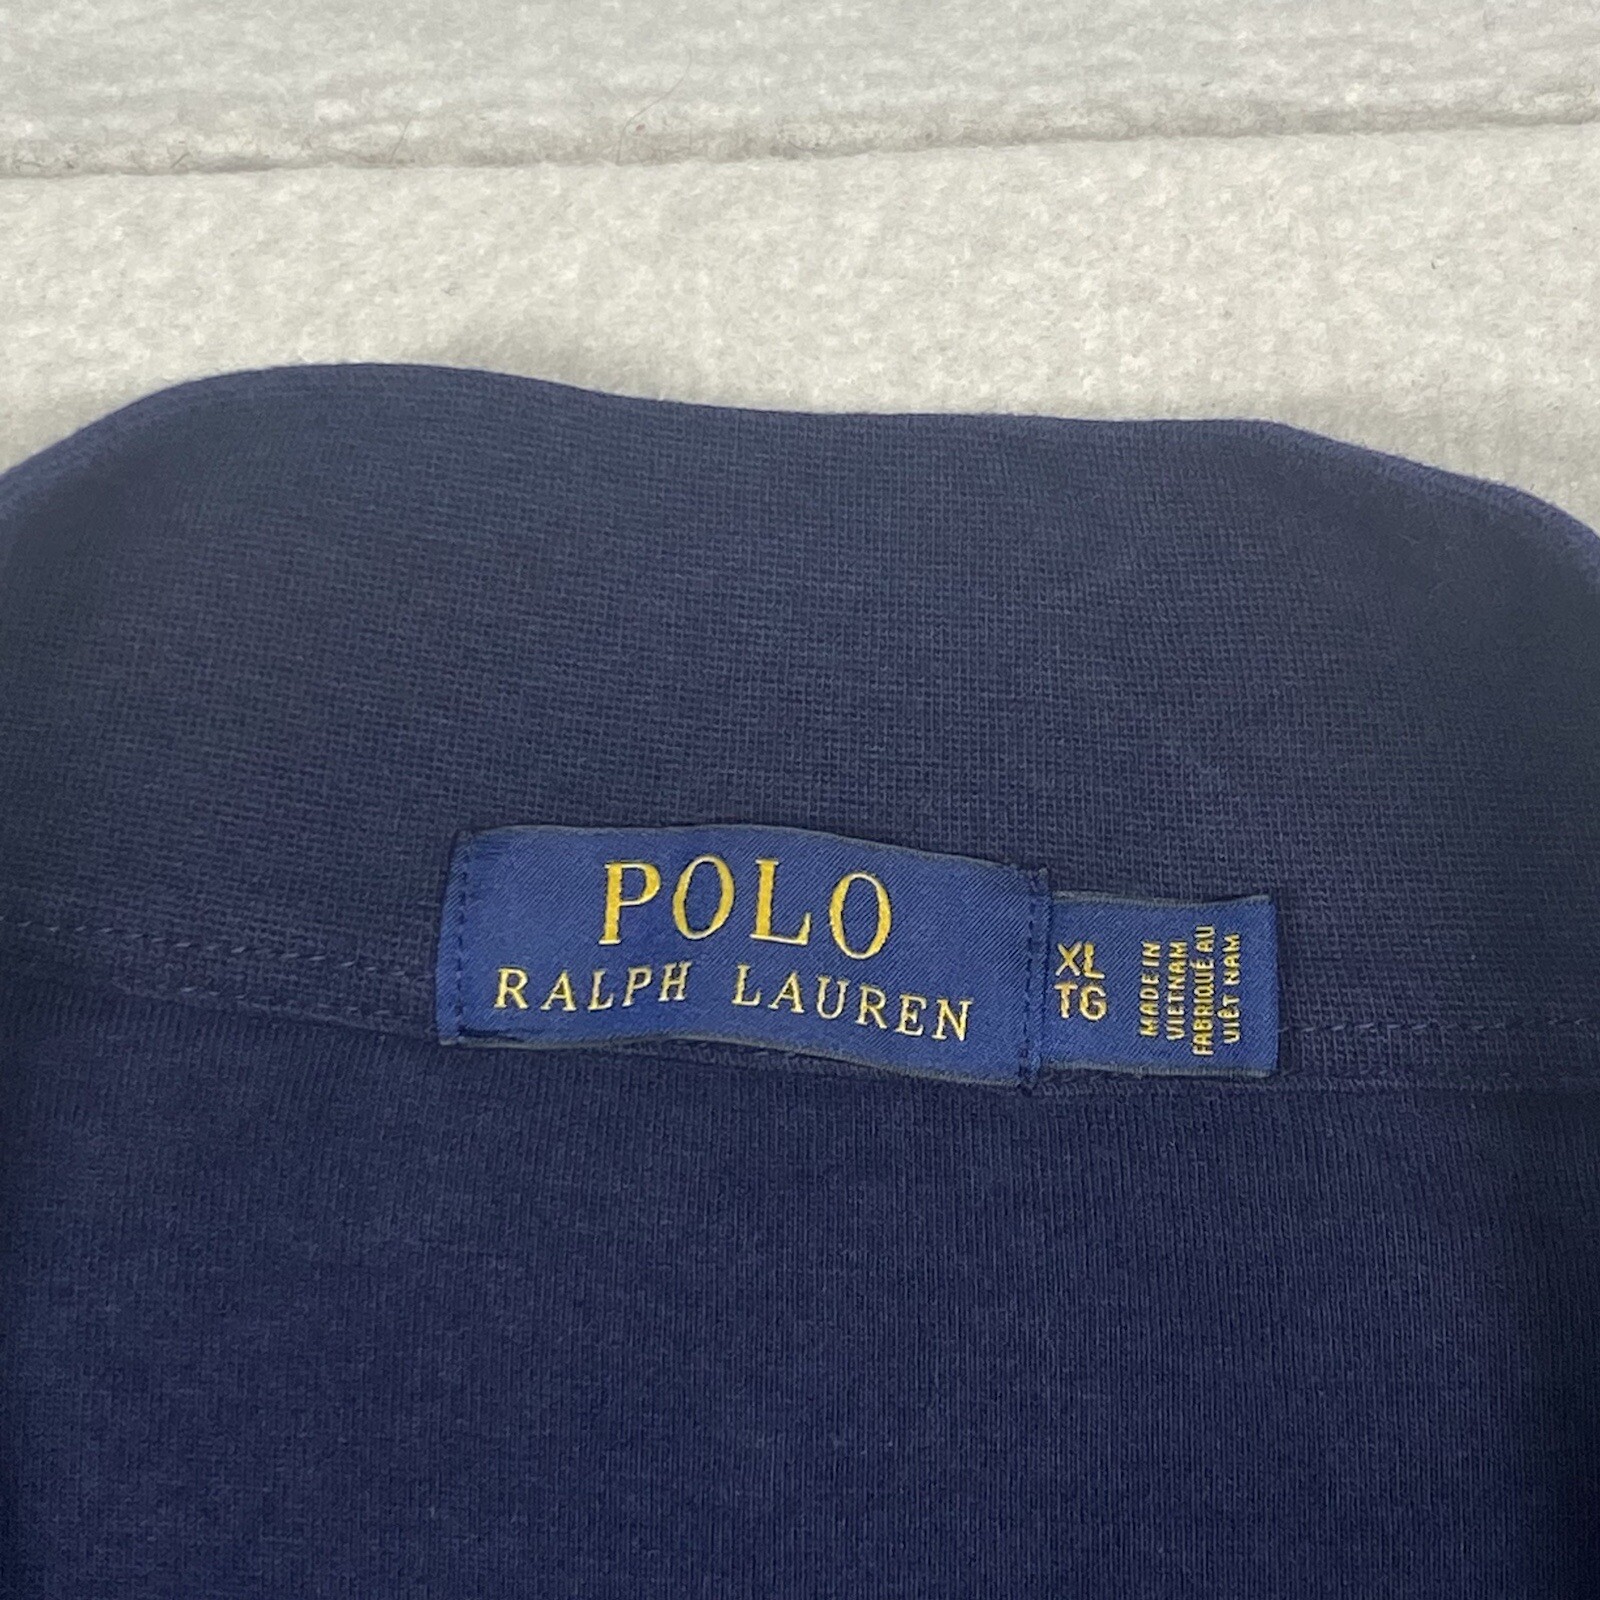 POLO
RALPH LAUREN
XL
TG
MADE IN
VIETNAM
FABRIQUÉ AU
VIÊT NAM